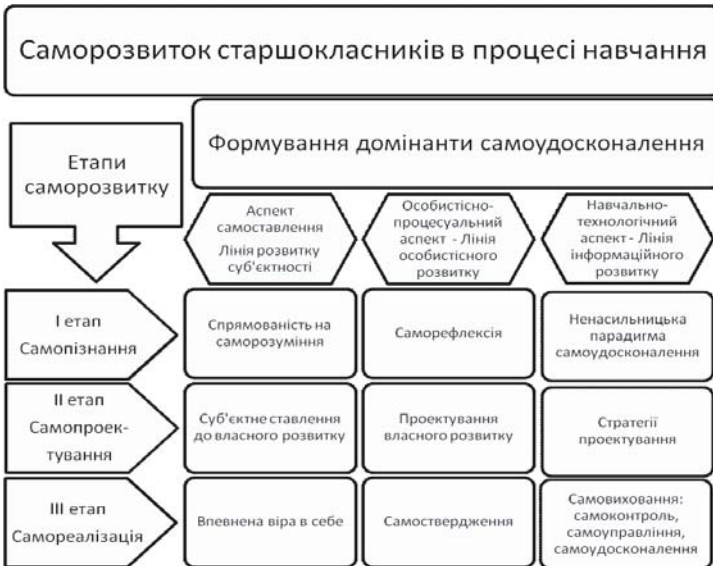 Саморозвиток старшокласників в процесі навчання
Формування домінанти самоудосконалення
Етапи
саморозвитку
Аспект
самоставлення
Лінія розвитку
суб'єктності
Особистісно-
процесуальний
аспект - Лінія
особистісного
розвитку
Навчально-
технологічний
аспект - Лінія
інформаційного
розвитку
І етап
Самопізнання
Спрямованість на
саморозуміння
Саморефлексія
Ненасильницька
парадигма
самоудосконалення
ІІ етап
Самопроек-
тування
Суб'єктне ставлення
до власного розвитку
Проектування
власного розвитку
Стратегії
проектування
ІІІ етап
Самореалізація
Впевнена віра в себе
Самоствердження
Самовиховання:
самоконтроль,
самоуправління,
самоудосконалення